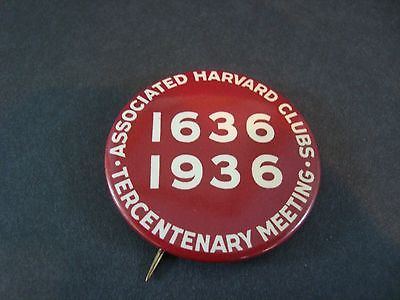 · ASSOCIATED HARVARD CLUBS ·
1636
1936
TERCENTENARY MEETING